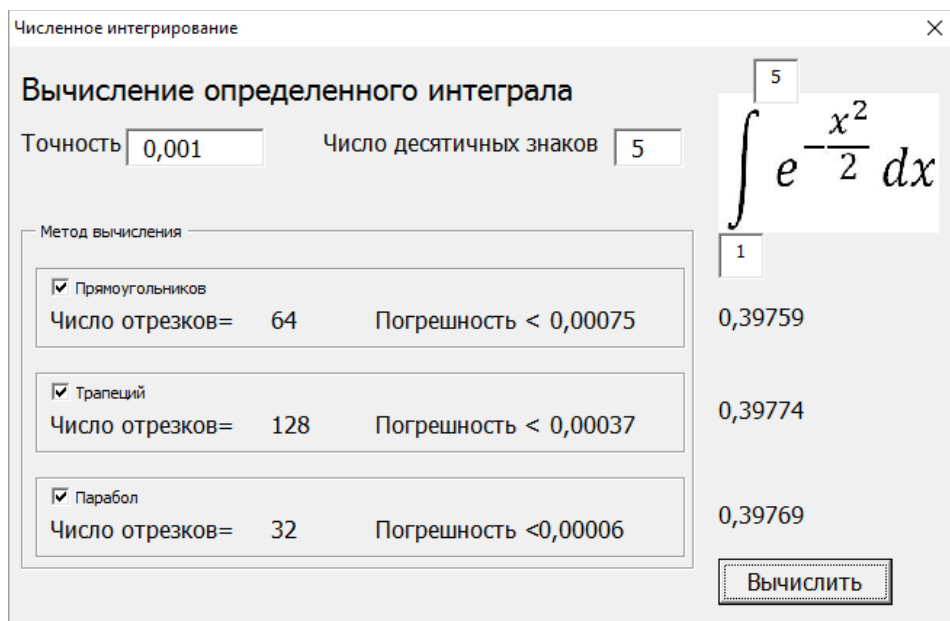 Численное интегрирование
Вычисление определенного интеграла
Точность 0,001 Число десятичных знаков 5
5
∫ e^{-x^2/2} dx
1
Метод вычисления
Прямоугольников
Число отрезков= 64 Погрешность < 0,00075 0,39759
Трапеций
Число отрезков= 128 Погрешность < 0,00037 0,39774
Парабол
Число отрезков= 32 Погрешность <0,00006 0,39769
Вычислить